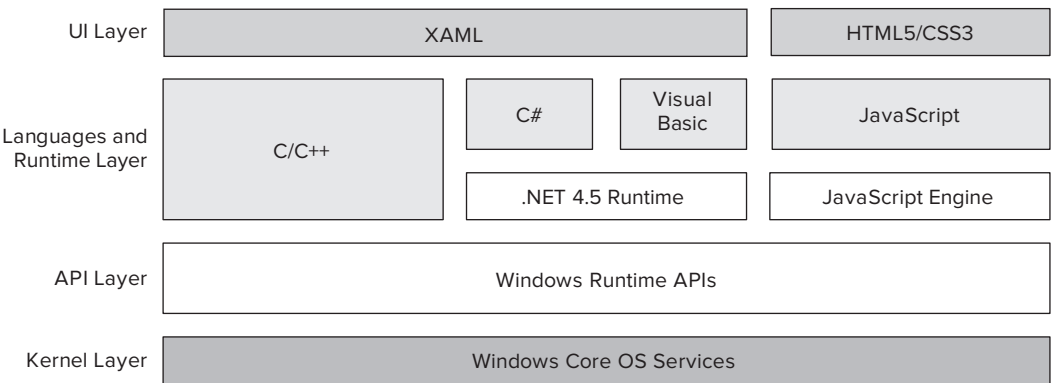 UI Layer
XAML
HTML5/CSS3
Languages and
Runtime Layer
C/C++
C#
Visual
Basic
JavaScript
.NET 4.5 Runtime
JavaScript Engine
API Layer
Windows Runtime APIs
Kernel Layer
Windows Core OS Services